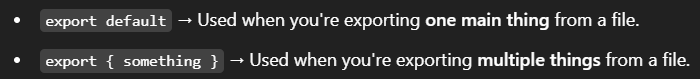 • export default → Used when you're exporting one main thing from a file.
• export { something } → Used when you're exporting multiple things from a file.